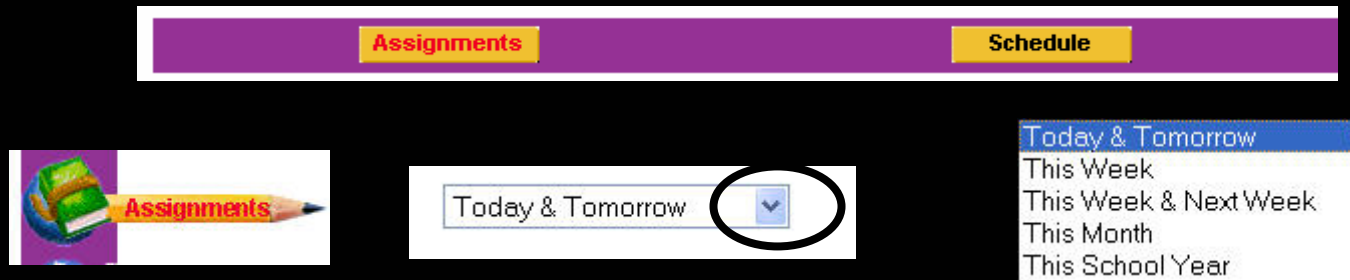 Assignments
Schedule
Assignments
Today & Tomorrow
Today & Tomorrow
This Week
This Week & Next Week
This Month
This School Year